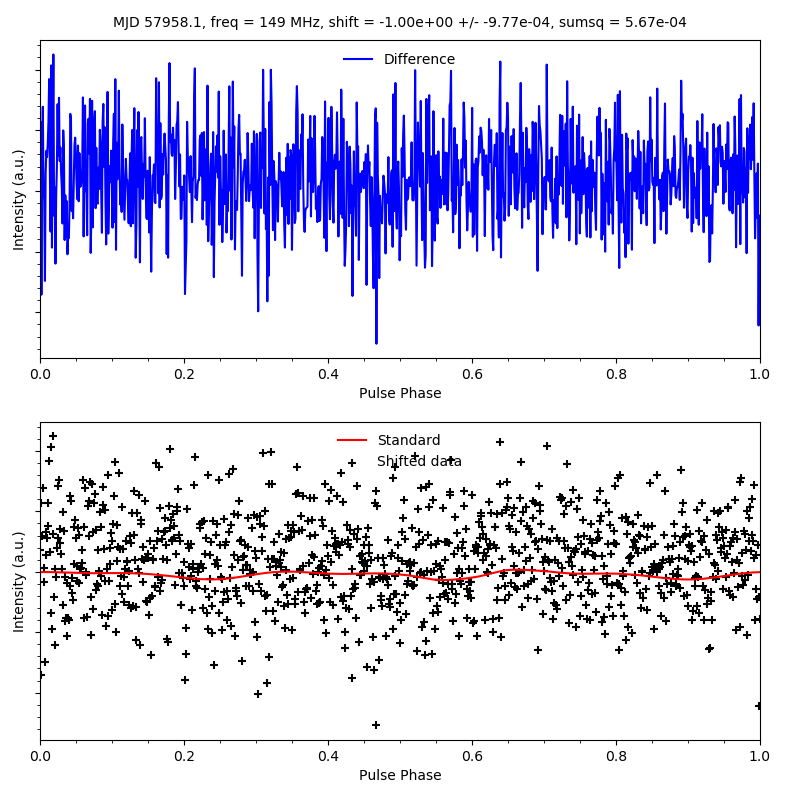 MJD 57958.1, freq = 149 MHz, shift = -1.00e+00 +/- -9.77e-04, sumsq = 5.67e-04
Difference
Intensity (a.u.)
0.0 0.2 0.4 0.6 0.8 1.0
Pulse Phase
Standard
Shifted data
Intensity (a.u.)
0.0 0.2 0.4 0.6 0.8 1.0
Pulse Phase